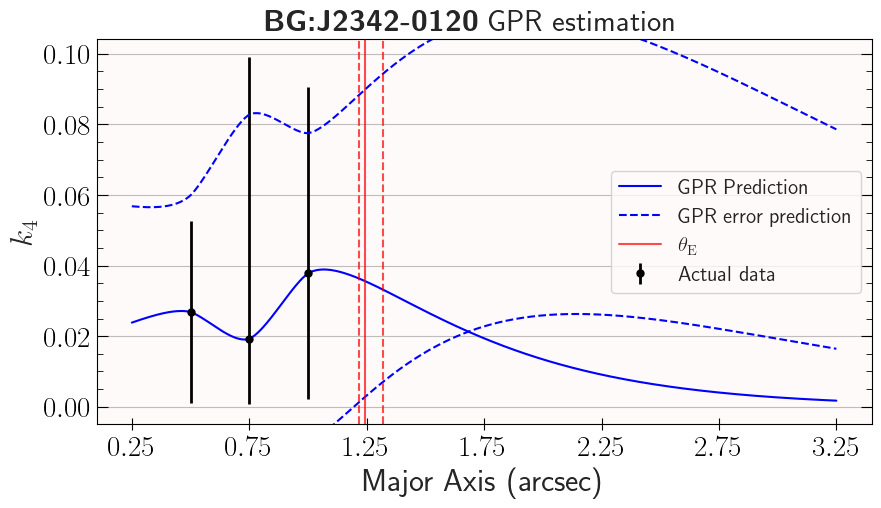 BG:J2342-0120 GPR estimation
0.10
0.08
0.06
0.04
0.02
0.00
k4
GPR Prediction
GPR error prediction
θE
Actual data
0.25 0.75 1.25 1.75 2.25 2.75 3.25
Major Axis (arcsec)